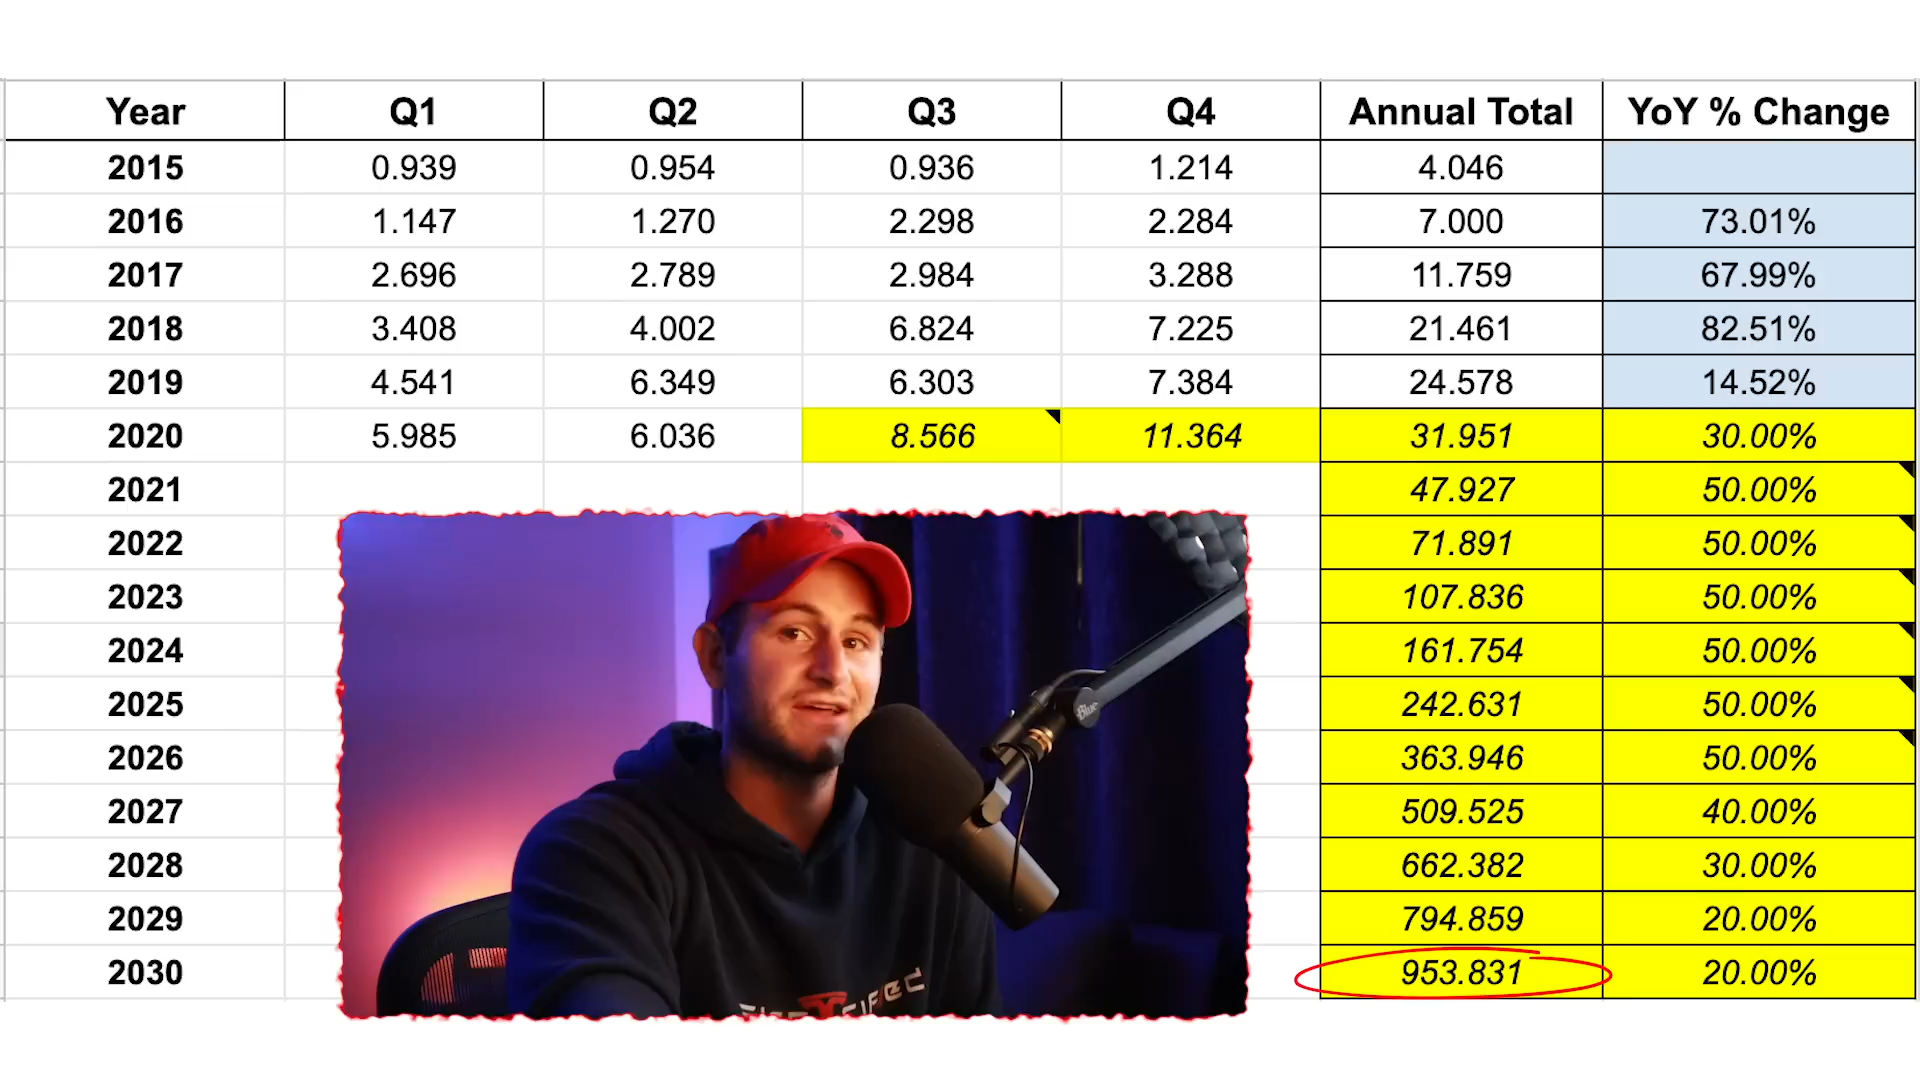 Year Q1 Q2 Q3 Q4 Annual Total YoY % Change
2015 0.939 0.954 0.936 1.214 4.046
2016 1.147 1.270 2.298 2.284 7.000 73.01%
2017 2.696 2.789 2.984 3.288 11.759 67.99%
2018 3.408 4.002 6.824 7.225 21.461 82.51%
2019 4.541 6.349 6.303 7.384 24.578 14.52%
2020 5.985 6.036 8.566 11.364 31.951 30.00%
2021 47.927 50.00%
2022 71.891 50.00%
2023 107.836 50.00%
2024 161.754 50.00%
2025 242.631 50.00%
2026 363.946 50.00%
2027 509.525 40.00%
2028 662.382 30.00%
2029 794.859 20.00%
2030 953.831 20.00%
Blue